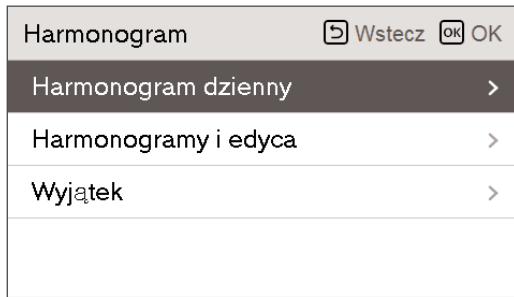 Harmonogram Wstecz OK OK
Harmonogram dzienny >
Harmonogramy i edyca >
Wyjątek >